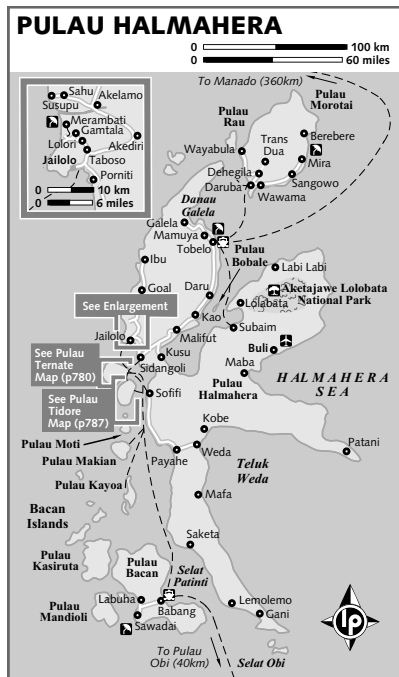 PULAU HALMAHERA
0 100 km
0 60 miles
To Manado (360km)
Pulau
Morotai
Pulau
Rau
Sahu
Akelamo
Susupu
Merambati
Gamtala
Lolori
Akediri
Jailolo
Taboso
Porniti
0 10 km
0 6 miles
Wayabula
Trans
Dua
Berebere
Dehegila
Mira
Daruba
Sangowo
Wawama
Danau
Galela
Galela
Mamuya
Tobelo
Pulau
Bobale
Ibu
Labi Labi
Goal
Daru
Aketajawe Lolobata
National Park
Lolabata
See Enlargement
Kao
Subaim
Malifut
Jailolo
Buli
Kusu
See Pulau
Ternate
Map (p780)
Sidangoli
Maba
HALMAHERA
SEA
Pulau
Halmahera
Sofifi
See Pulau
Tidore
Map (p787)
Kobe
Pulau Moti
Patani
Weda
Pulau Makian
Payahe
Teluk
Weda
Pulau Kayoa
Mafa
Bacan
Islands
Saketa
Pulau
Kasiruta
Pulau
Bacan
Selat
Patinti
Labuha
Lemolemo
Babang
Pulau
Mandioli
Gani
Sawadai
lp
To Pulau
Obi (40km)
Selat Obi